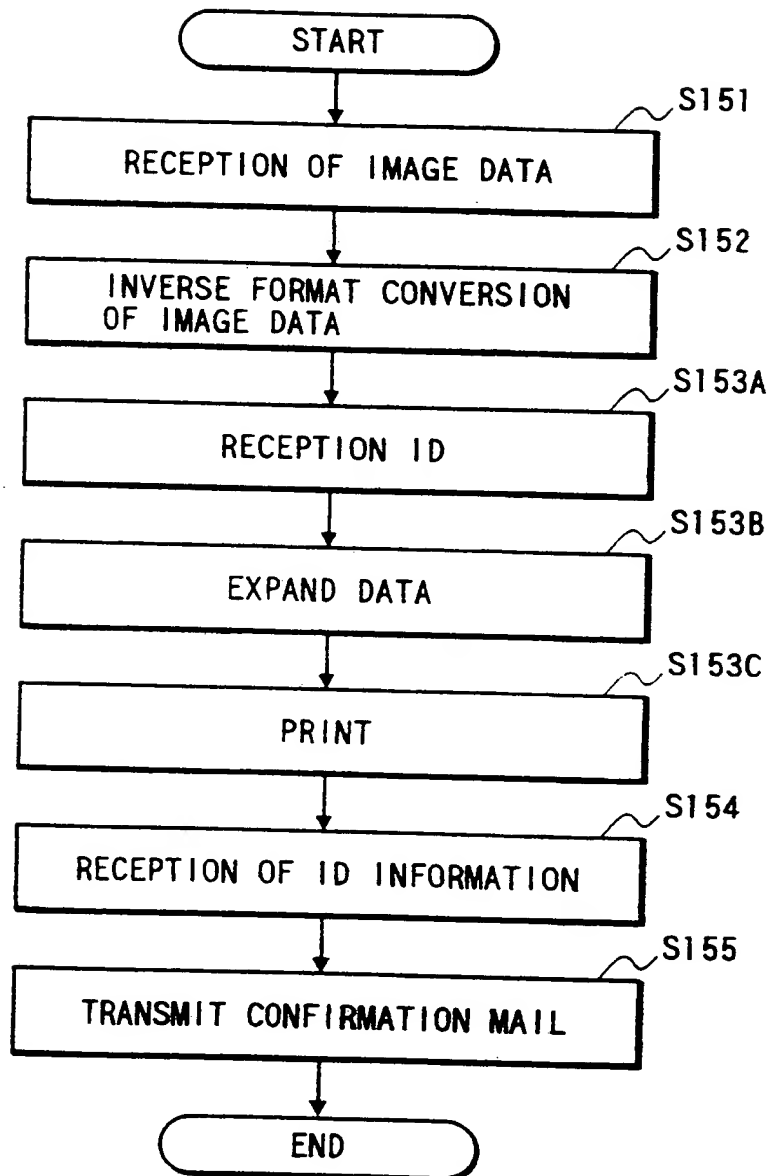 START
S151
RECEPTION OF IMAGE DATA
S152
INVERSE FORMAT CONVERSION
OF IMAGE DATA
S153A
RECEPTION ID
S153B
EXPAND DATA
S153C
PRINT
S154
RECEPTION OF ID INFORMATION
S155
TRANSMIT CONFIRMATION MAIL
END